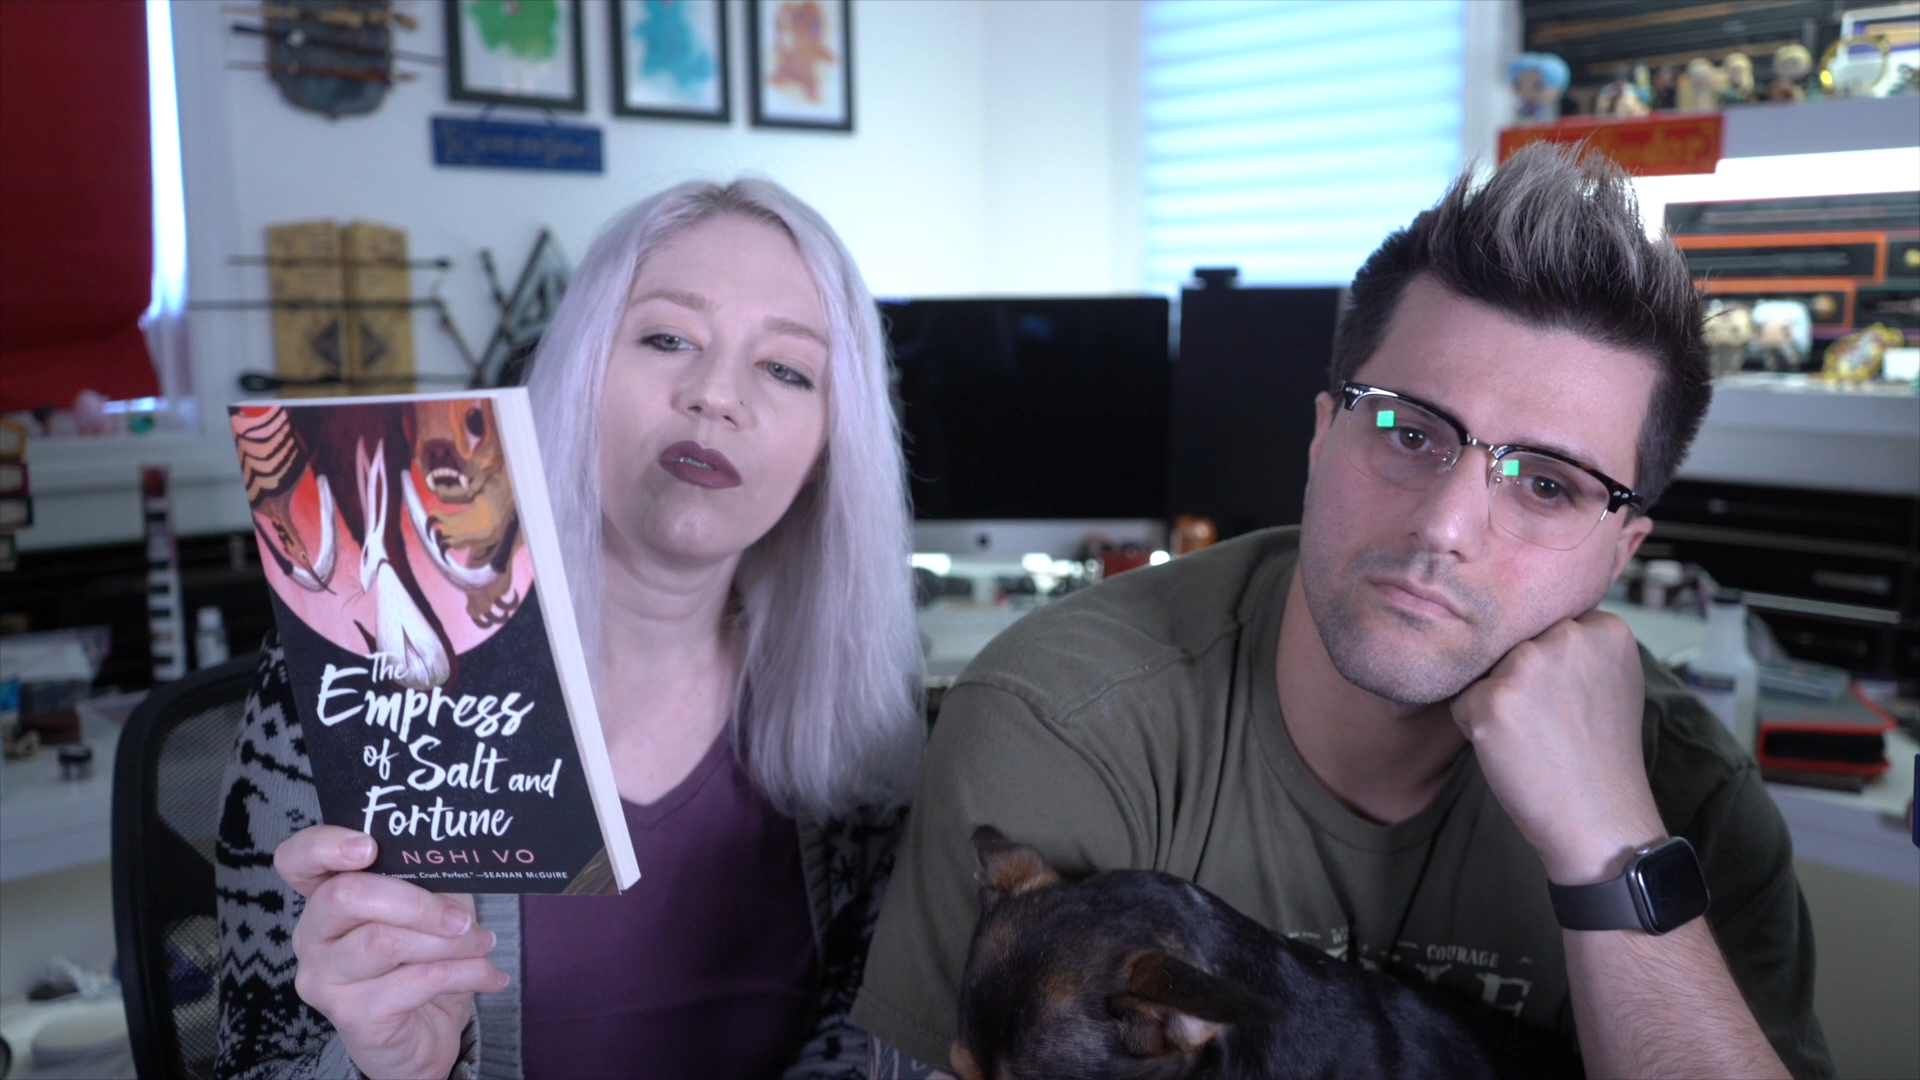 The
Empress
of Salt and
Fortune
NGHI VO
Cruel. Perfect." —SEANAN McGUIRE
COURAGE